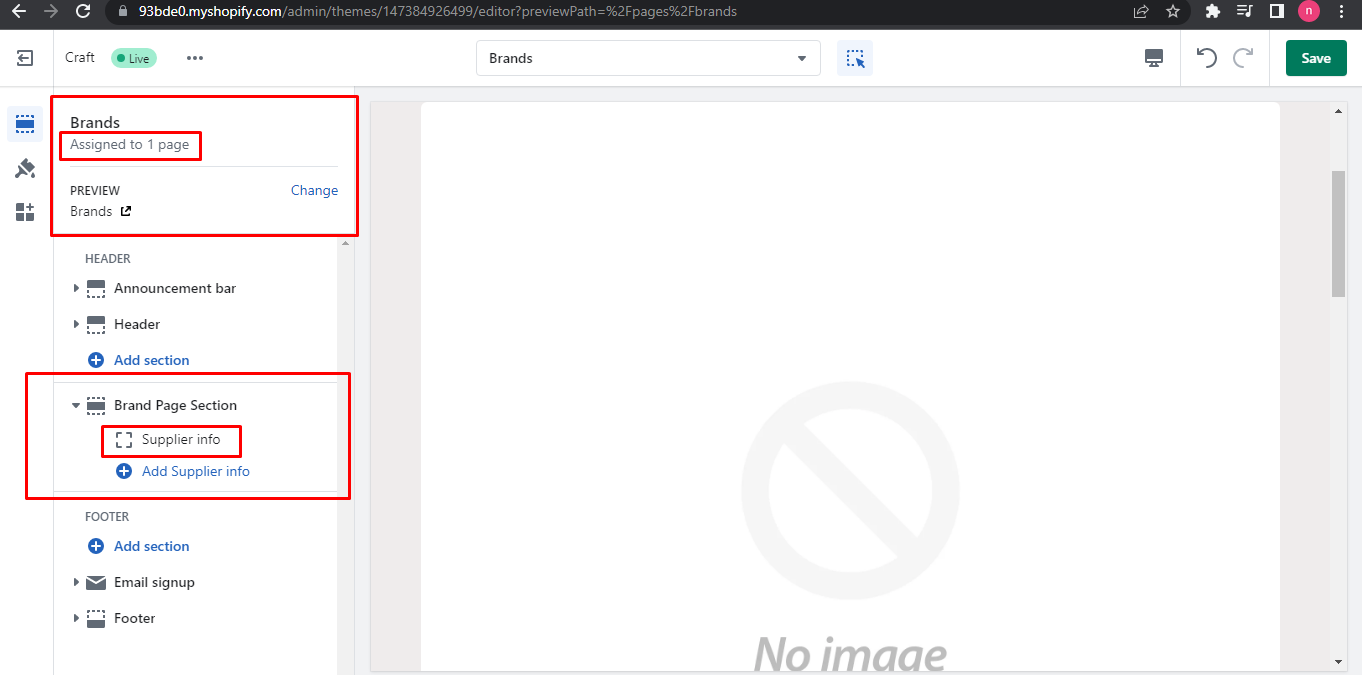 93bde0.myshopify.com/admin/themes/147384926499/editor?previewPath=%2Fpages%2Fbrands
n
Craft
Live
Brands
Save
Brands
Assigned to 1 page
PREVIEW
Change
Brands
HEADER
Announcement bar
Header
Add section
Brand Page Section
Supplier info
Add Supplier info
FOOTER
Add section
Email signup
Footer
No image